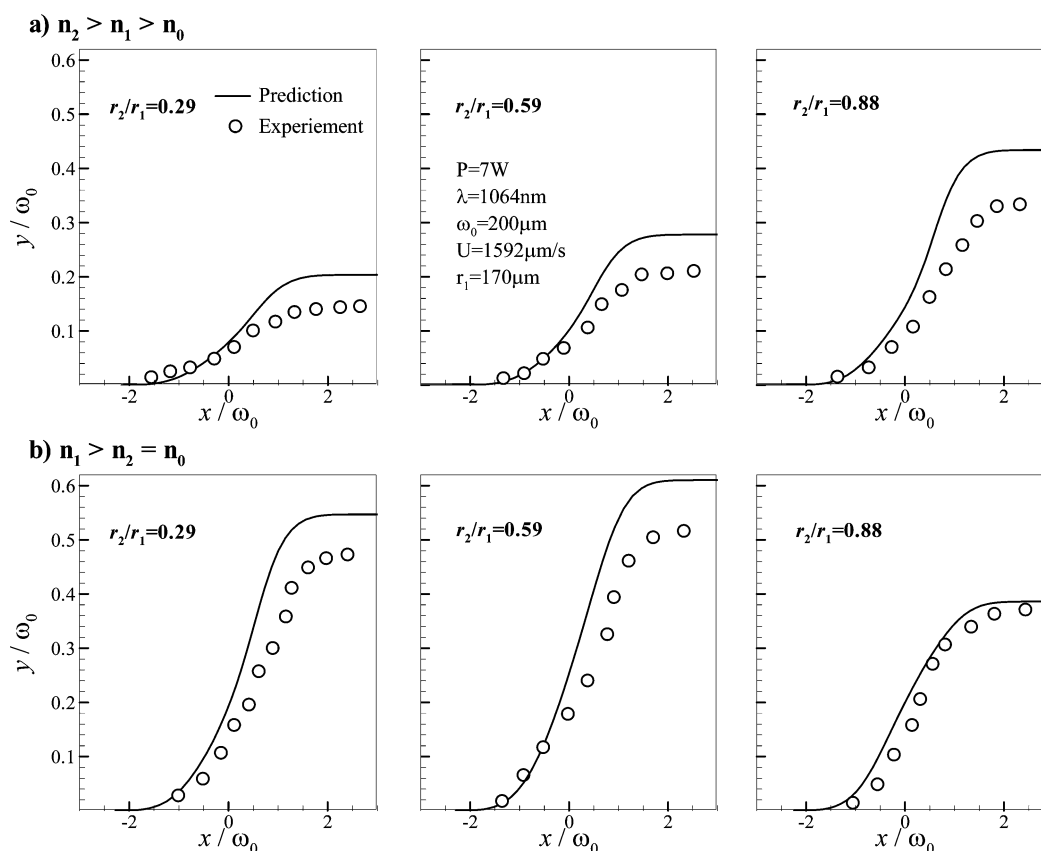 a) n₂ > n₁ > n₀
y / ω₀
0.6
0.5
0.4
0.3
0.2
0.1
r₂/r₁=0.29
Prediction
Experiement
-2 0 2
x / ω₀
r₂/r₁=0.59
P=7W
λ=1064nm
ω₀=200μm
U=1592μm/s
r₁=170μm
-2 0 2
x / ω₀
r₂/r₁=0.88
-2 0 2
x / ω₀
b) n₁ > n₂ = n₀
y / ω₀
0.6
0.5
0.4
0.3
0.2
0.1
r₂/r₁=0.29
-2 0 2
x / ω₀
r₂/r₁=0.59
-2 0 2
x / ω₀
r₂/r₁=0.88
-2 0 2
x / ω₀